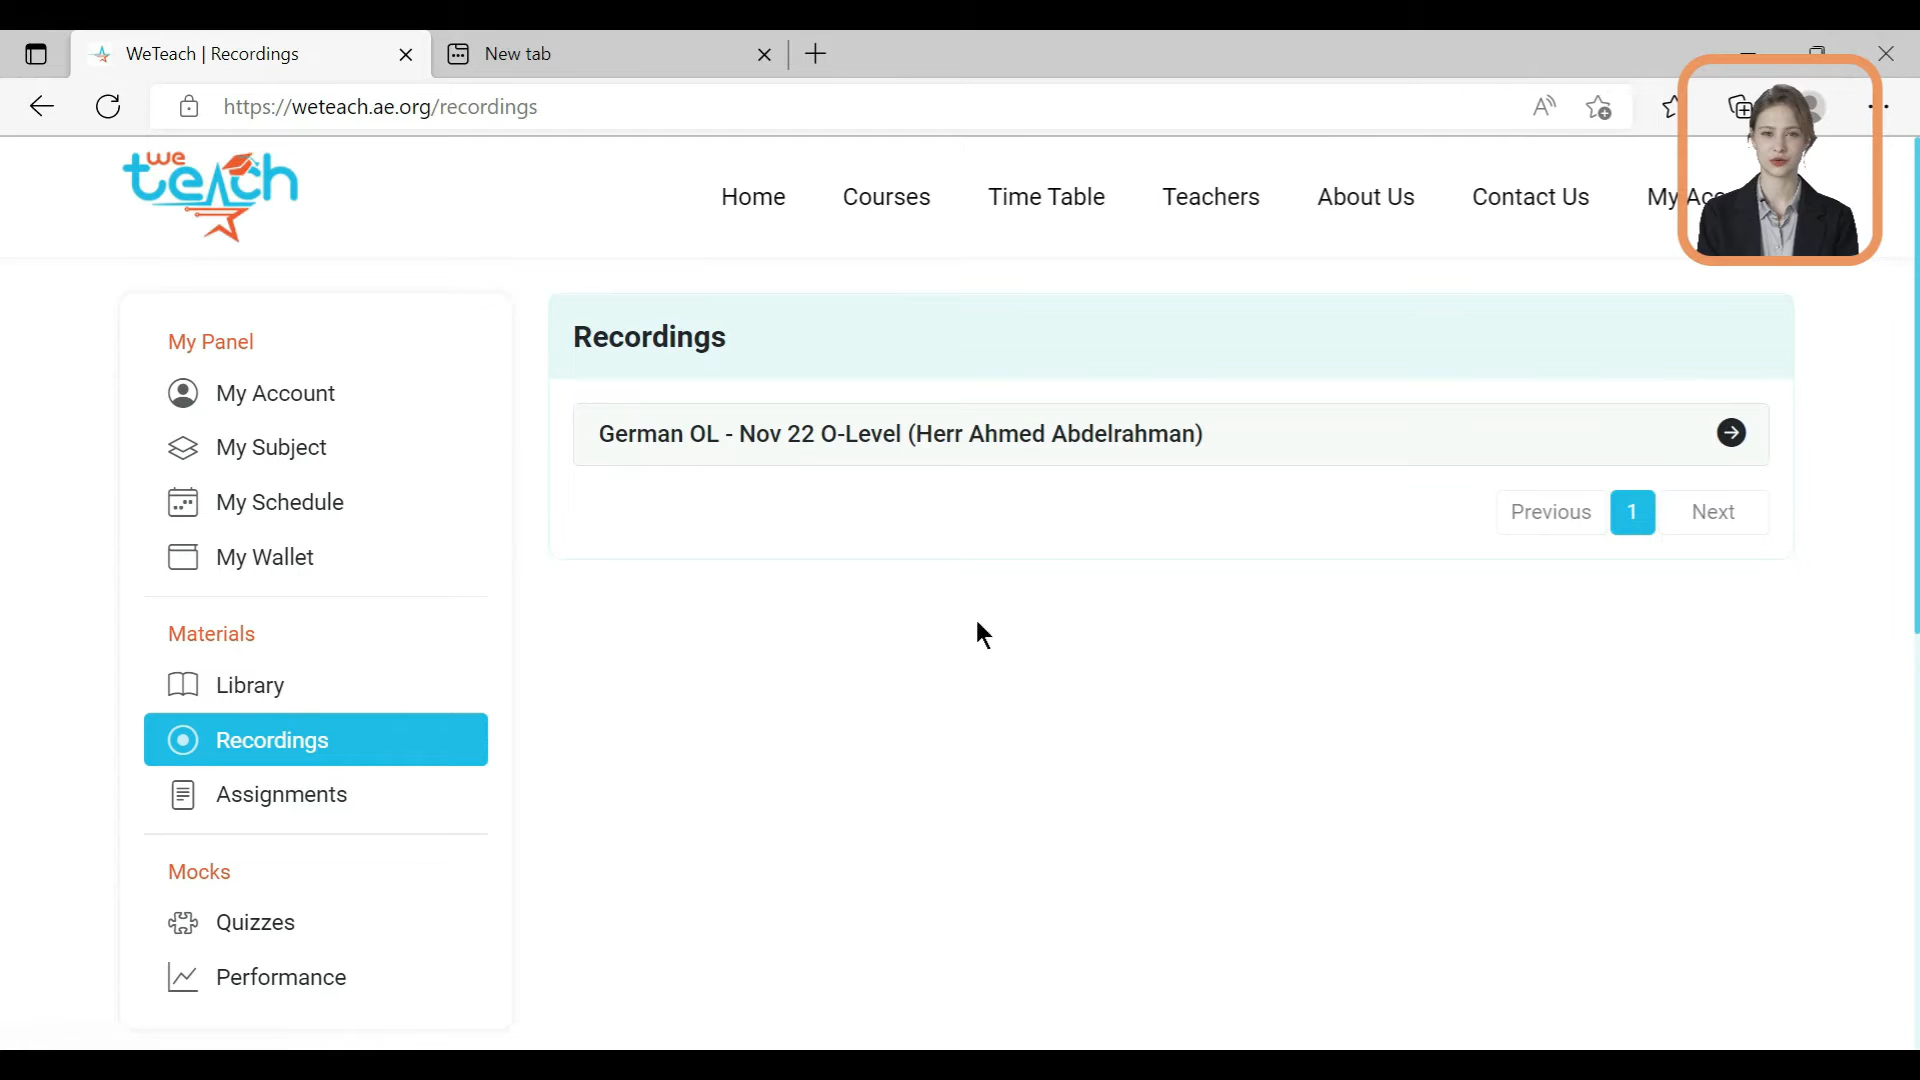 WeTeach | Recordings
New tab
https://weteach.ae.org/recordings
we teach
Home
Courses
Time Table
Teachers
About Us
Contact Us
My
My Panel
My Account
My Subject
My Schedule
My Wallet
Materials
Library
Recordings
Assignments
Mocks
Quizzes
Performance
Recordings
German OL - Nov 22 O-Level (Herr Ahmed Abdelrahman)
Previous
1
Next